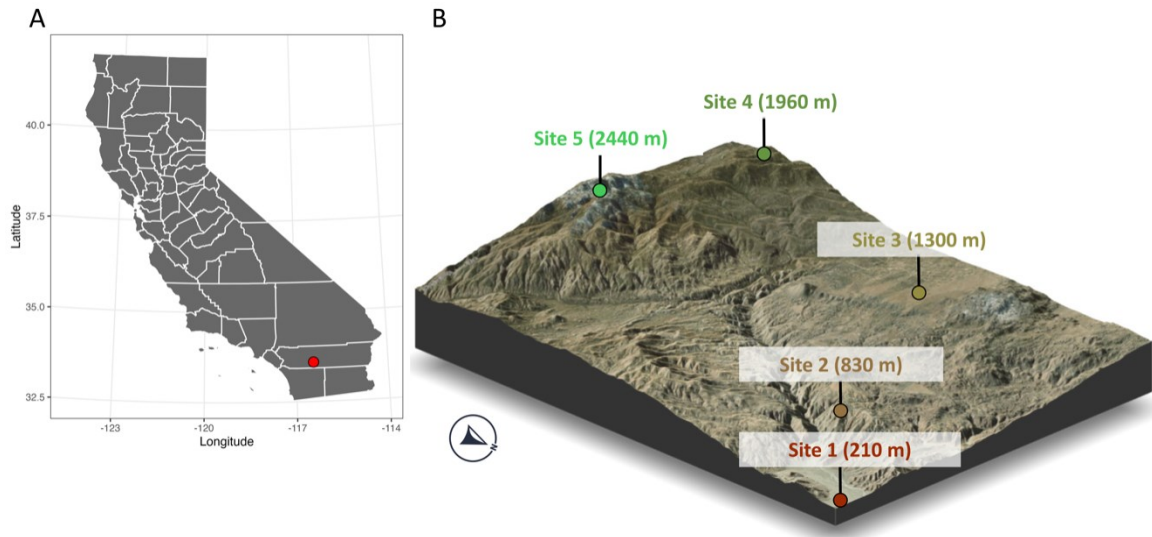 A
B
40.0
37.5
35.0
32.5
Latitude
-123
-120
-117
-114
Longitude
Site 4 (1960 m)
Site 5 (2440 m)
Site 3 (1300 m)
Site 2 (830 m)
Site 1 (210 m)
N